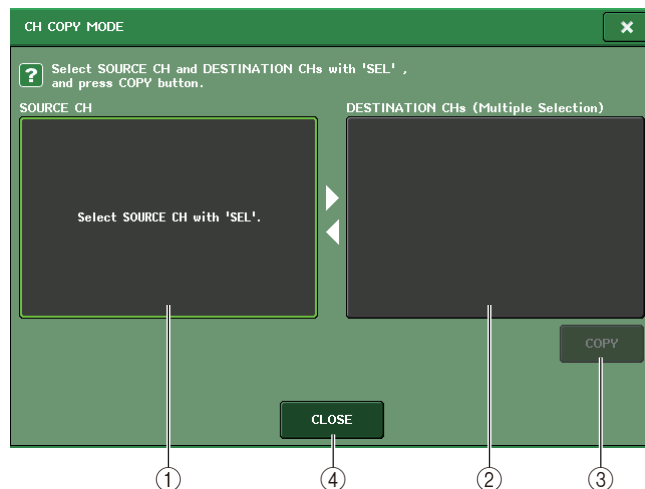 CH COPY MODE
?
Select SOURCE CH and DESTINATION CHs with 'SEL' ,
and press COPY button.
SOURCE CH
DESTINATION CHs (Multiple Selection)
Select SOURCE CH with 'SEL'.
COPY
CLOSE
① ④ ② ③